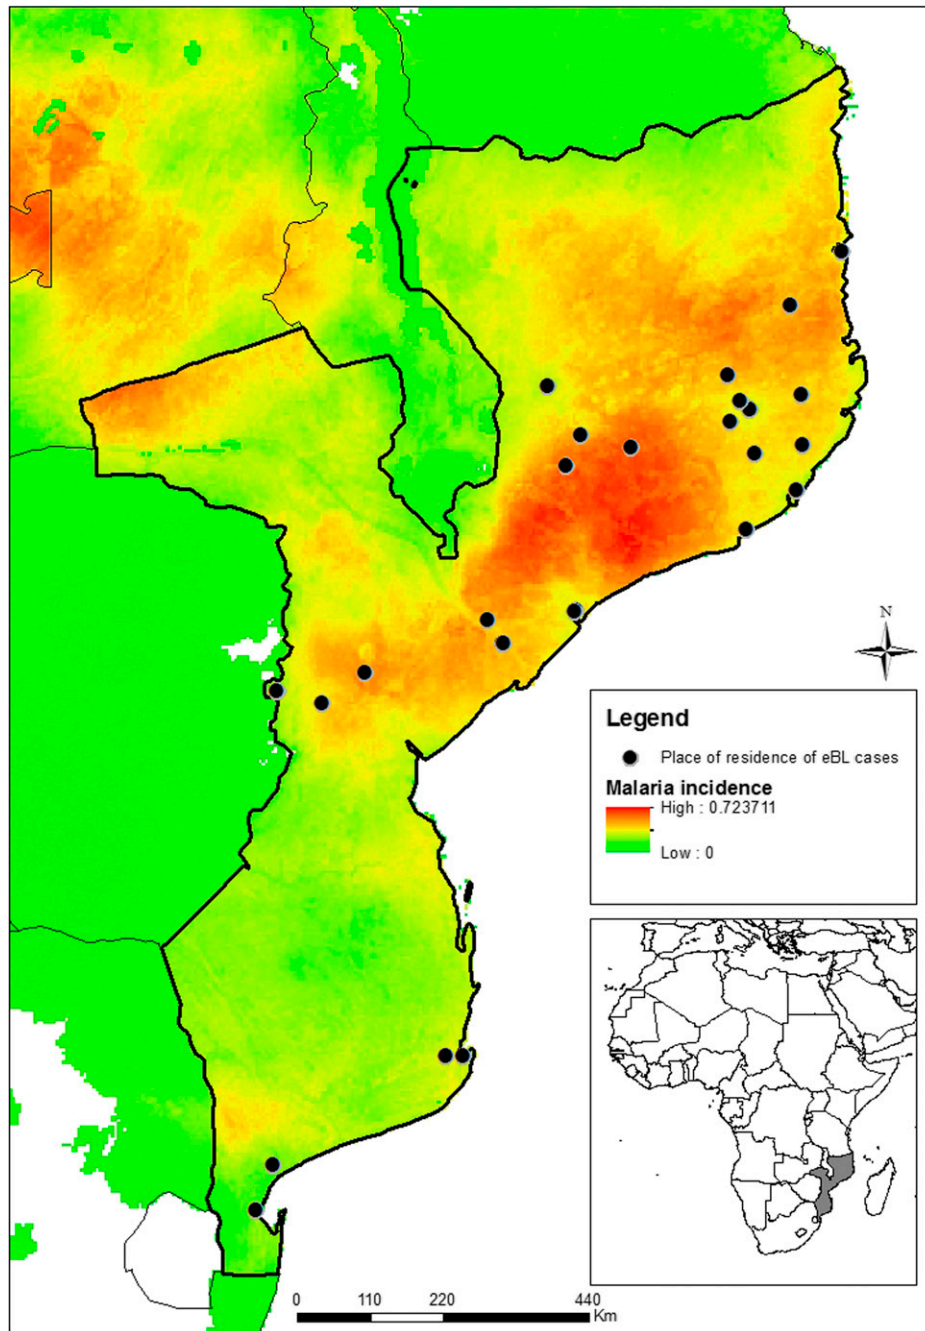 N
Legend
Place of residence of eBL cases
Malaria incidence
High : 0.723711
Low : 0
0 110 220 440
Km